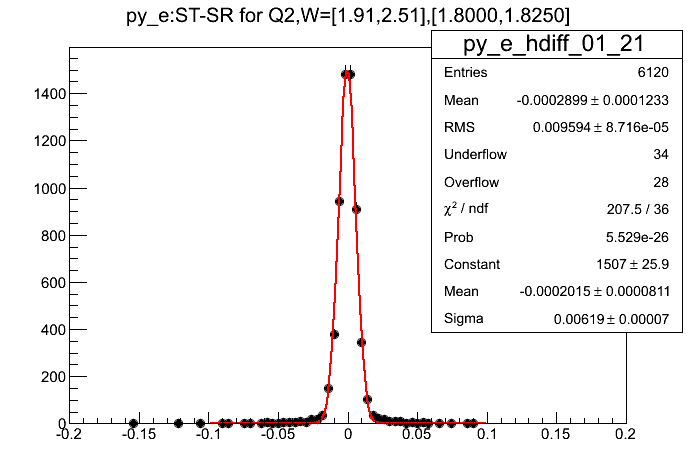 py_e:ST-SR for Q2,W=[1.91,2.51],[1.8000,1.8250]
py_e_hdiff_01_21
Entries 6120
Mean -0.0002899 ± 0.0001233
RMS 0.009594 ± 8.716e-05
Underflow 34
Overflow 28
χ² / ndf 207.5 / 36
Prob 5.529e-26
Constant 1507 ± 25.9
Mean -0.0002015 ± 0.0000811
Sigma 0.00619 ± 0.00007
1400
1200
1000
800
600
400
200
0
-0.2 -0.15 -0.1 -0.05 0 0.05 0.1 0.15 0.2